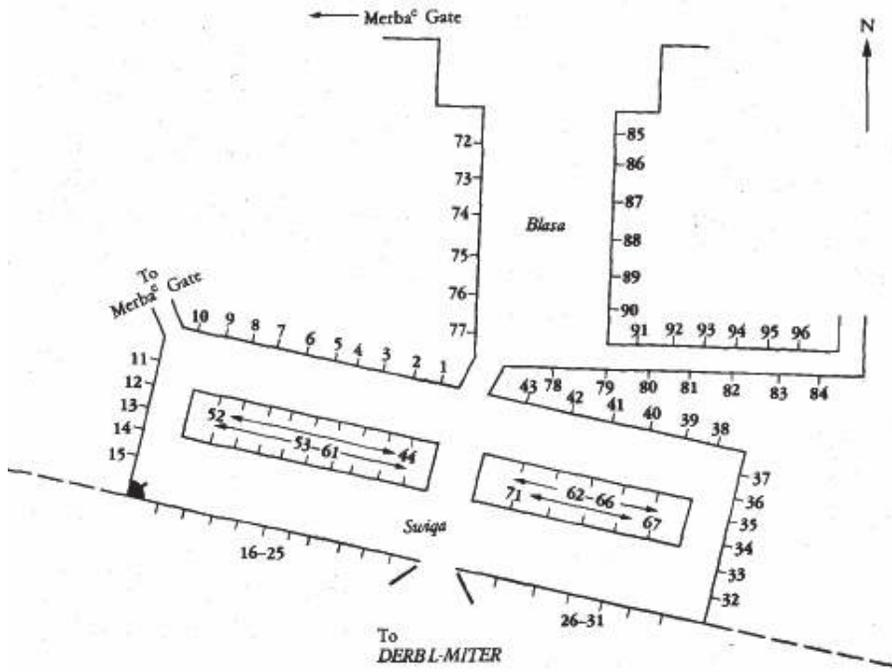 Merbaᶜ Gate
N
72
73
74
75
76
77
Blasa
85
86
87
88
89
90
91 92 93 94 95 96
To
Merbaᶜ Gate
10 9 8 7 6 5 4 3 2 1
11
12
13
14
15
43 78 79 80 81 82 83 84
42 41 40 39 38
52 44
53–61
62–66
71 67
37
36
35
34
33
32
Swiqa
16–25
26–31
To
DERB L-MITER